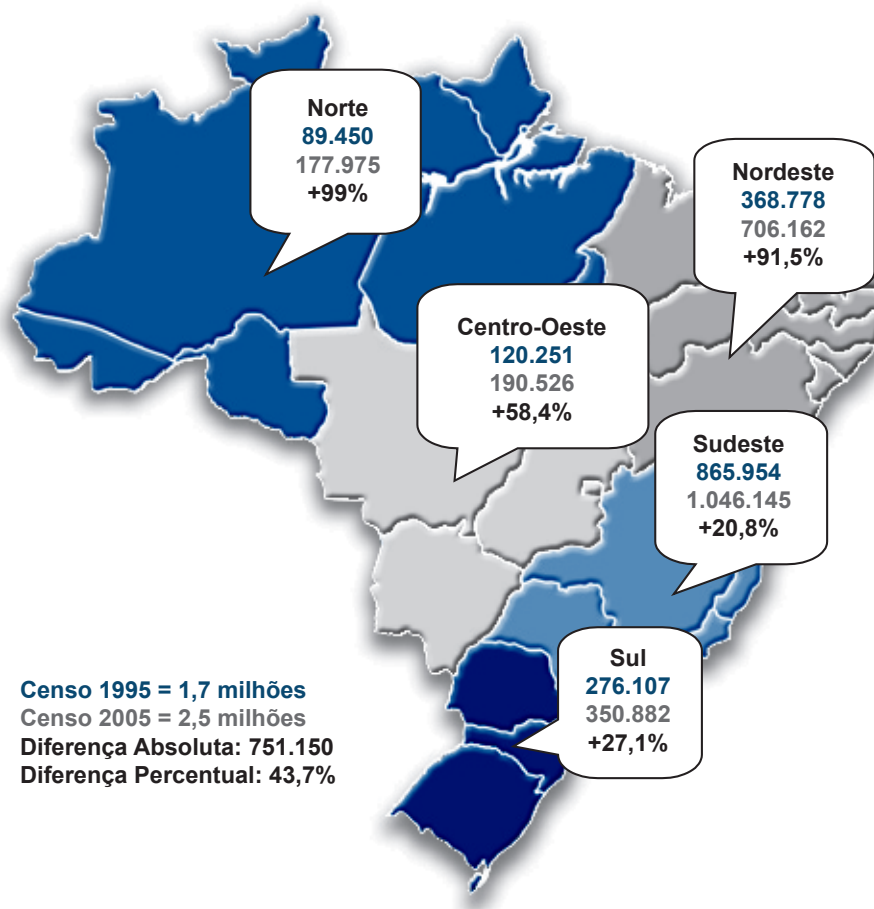 Norte
89.450
177.975
+99%
Nordeste
368.778
706.162
+91,5%
Centro-Oeste
120.251
190.526
+58,4%
Sudeste
865.954
1.046.145
+20,8%
Sul
276.107
350.882
+27,1%
Censo 1995 = 1,7 milhões
Censo 2005 = 2,5 milhões
Diferença Absoluta: 751.150
Diferença Percentual: 43,7%